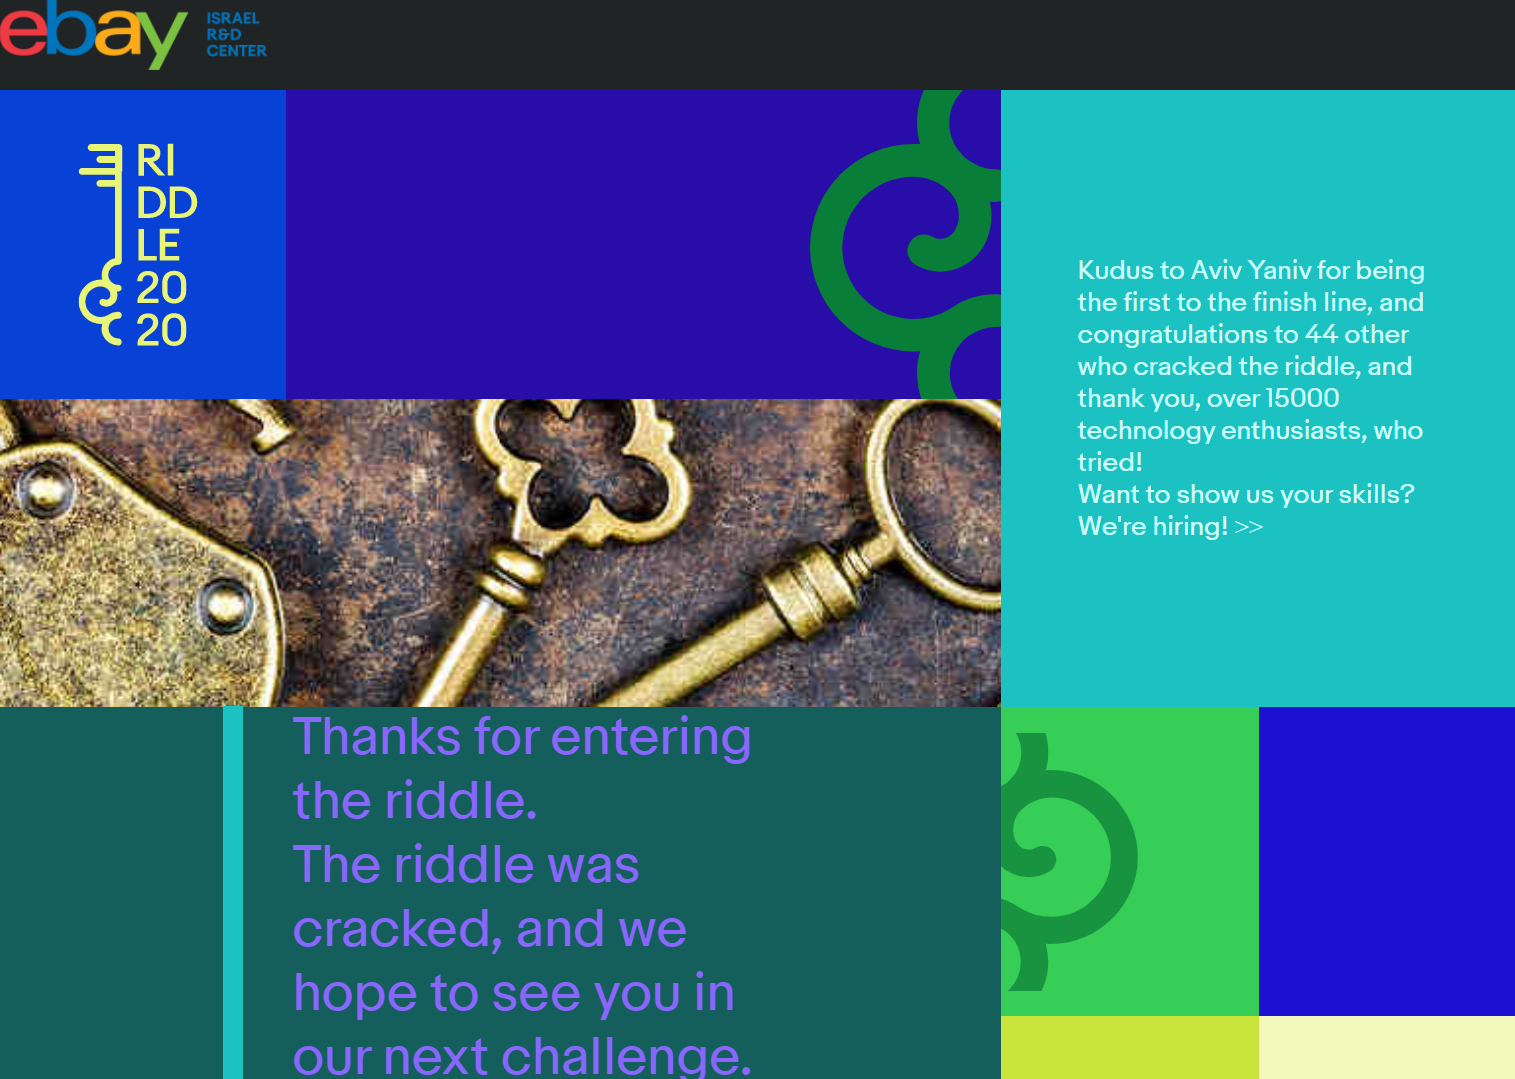 ebay
ISRAEL
R&D
CENTER
RI
DD
LE
20
20
Kudus to Aviv Yaniv for being
the first to the finish line, and
congratulations to 44 other
who cracked the riddle, and
thank you, over 15000
technology enthusiasts, who
tried!
Want to show us your skills?
We're hiring! >>
Thanks for entering
the riddle.
The riddle was
cracked, and we
hope to see you in
our next challenge.